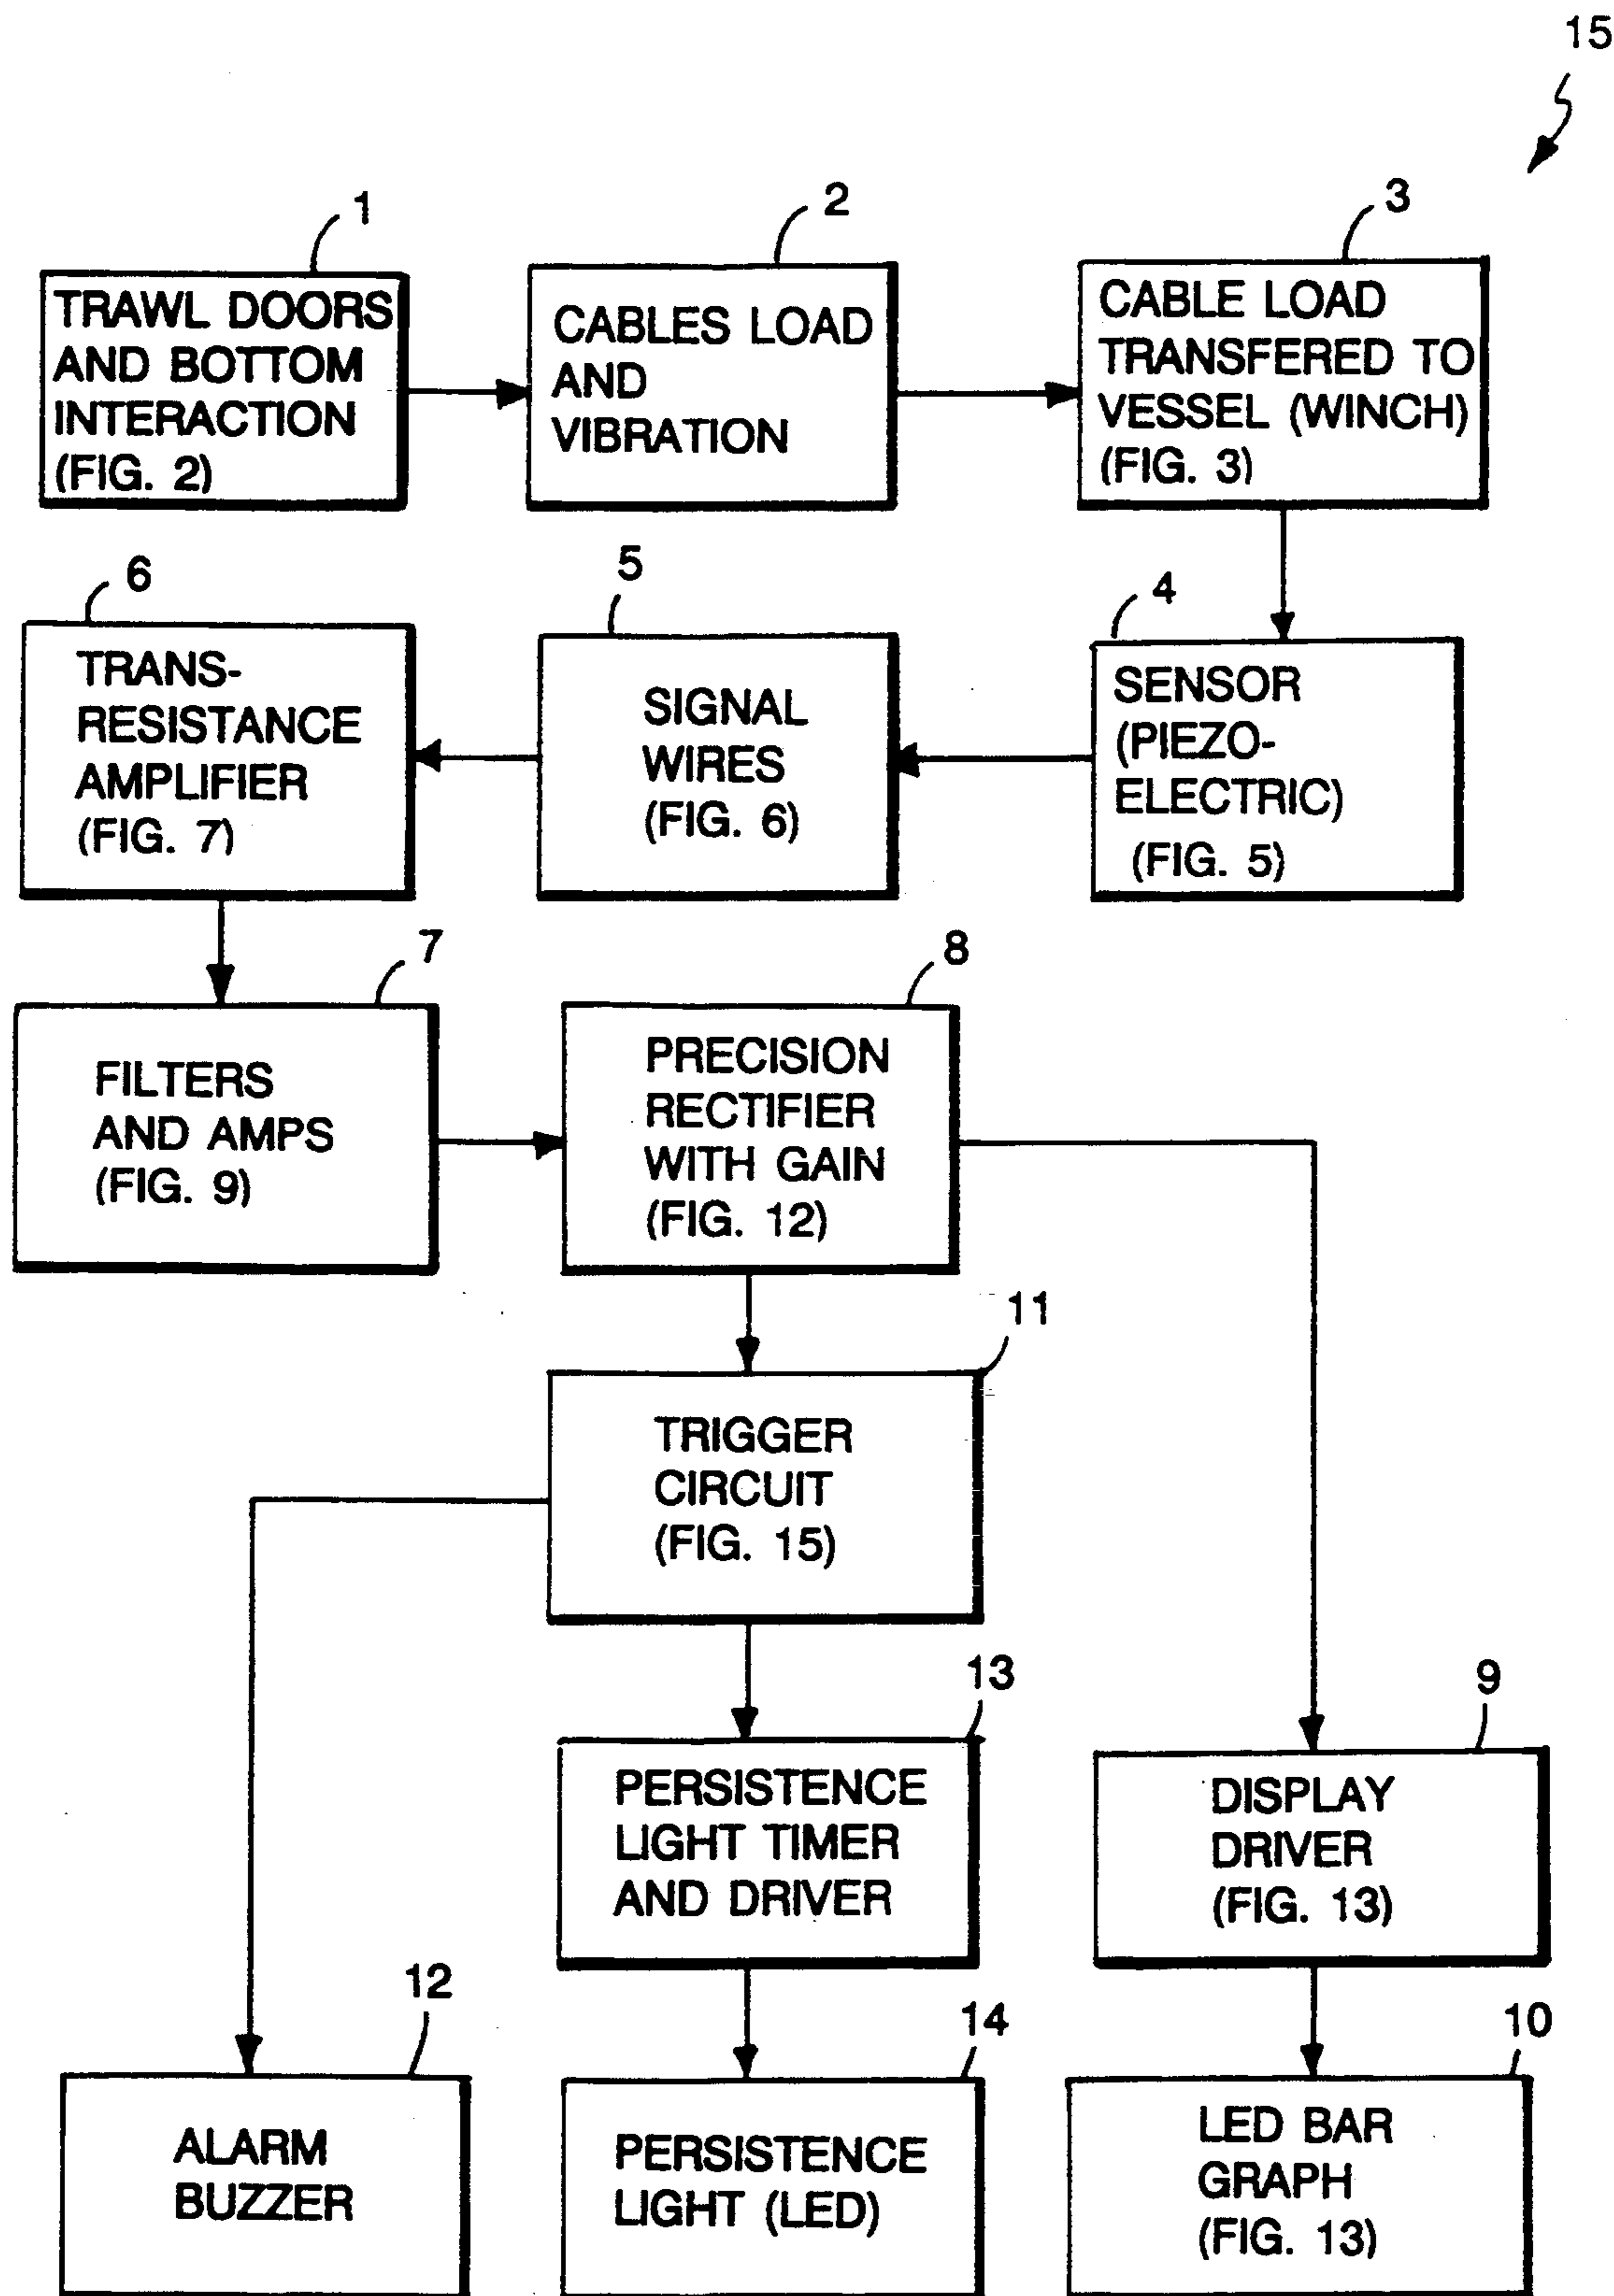 15
1
TRAWL DOORS
AND BOTTOM
INTERACTION
(FIG. 2)
2
CABLES LOAD
AND
VIBRATION
3
CABLE LOAD
TRANSFERED TO
VESSEL (WINCH)
(FIG. 3)
4
SENSOR
(PIEZO-
ELECTRIC)
(FIG. 5)
5
SIGNAL
WIRES
(FIG. 6)
6
TRANS-
RESISTANCE
AMPLIFIER
(FIG. 7)
7
FILTERS
AND AMPS
(FIG. 9)
8
PRECISION
RECTIFIER
WITH GAIN
(FIG. 12)
11
TRIGGER
CIRCUIT
(FIG. 15)
13
PERSISTENCE
LIGHT TIMER
AND DRIVER
9
DISPLAY
DRIVER
(FIG. 13)
12
ALARM
BUZZER
14
PERSISTENCE
LIGHT (LED)
10
LED BAR
GRAPH
(FIG. 13)